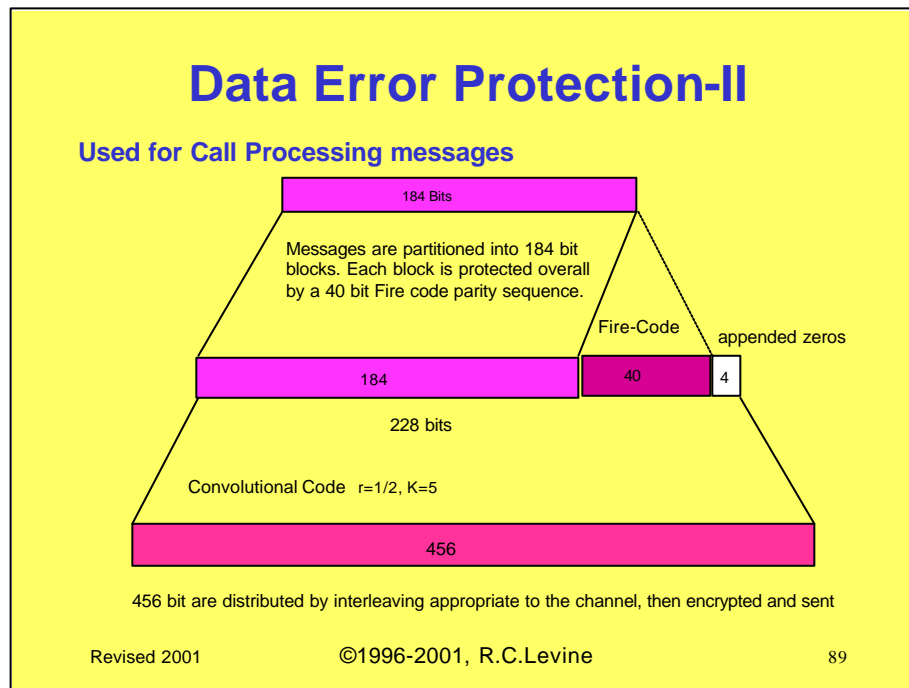 Data Error Protection-II
Used for Call Processing messages
184 Bits
Messages are partitioned into 184 bit
blocks. Each block is protected overall
by a 40 bit Fire code parity sequence.
Fire-Code
appended zeros
184
40
4
228 bits
Convolutional Code r=1/2, K=5
456
456 bit are distributed by interleaving appropriate to the channel, then encrypted and sent
Revised 2001
©1996-2001, R.C.Levine
89